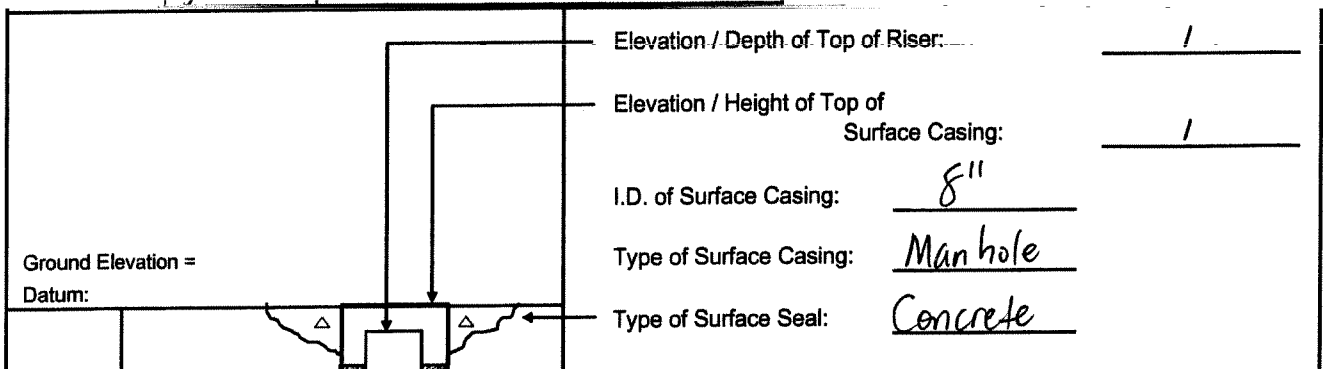 Elevation / Depth of Top of Riser: /
Elevation / Height of Top of
Surface Casing: /
I.D. of Surface Casing: 8"
Ground Elevation =
Type of Surface Casing: Manhole
Datum:
Type of Surface Seal: Concrete